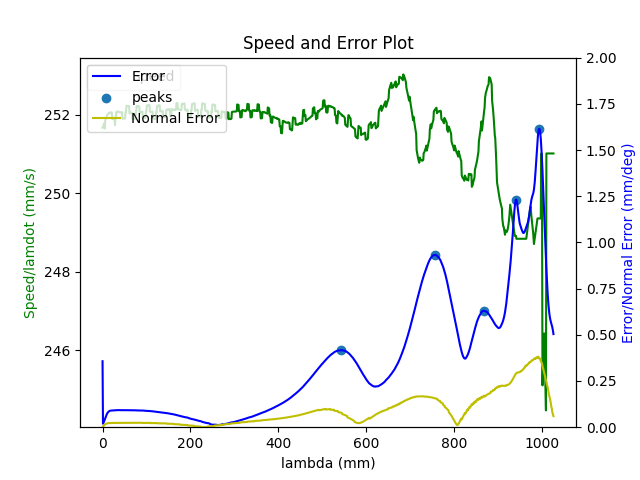 Speed and Error Plot
Error
peaks
Normal Error
252
250
248
246
Speed/lamdot (mm/s)
2.00
1.75
1.50
1.25
1.00
0.75
0.50
0.25
0.00
Error/Normal Error (mm/deg)
0
200
400
600
800
1000
lambda (mm)